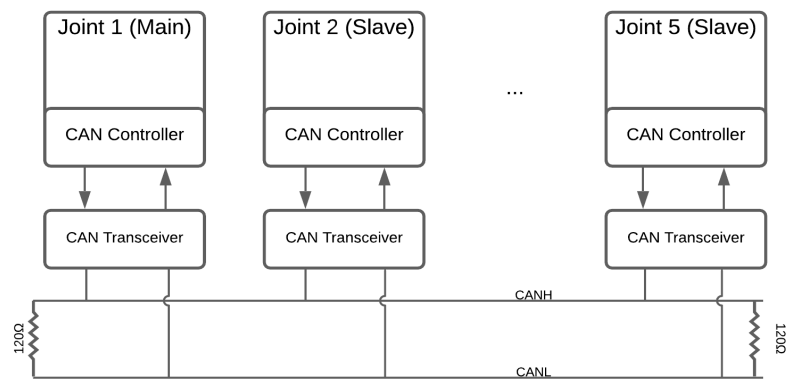 Joint 1 (Main)
Joint 2 (Slave)
...
Joint 5 (Slave)
CAN Controller
CAN Controller
CAN Controller
CAN Transceiver
CAN Transceiver
CAN Transceiver
CANH
120Ω
120Ω
CANL